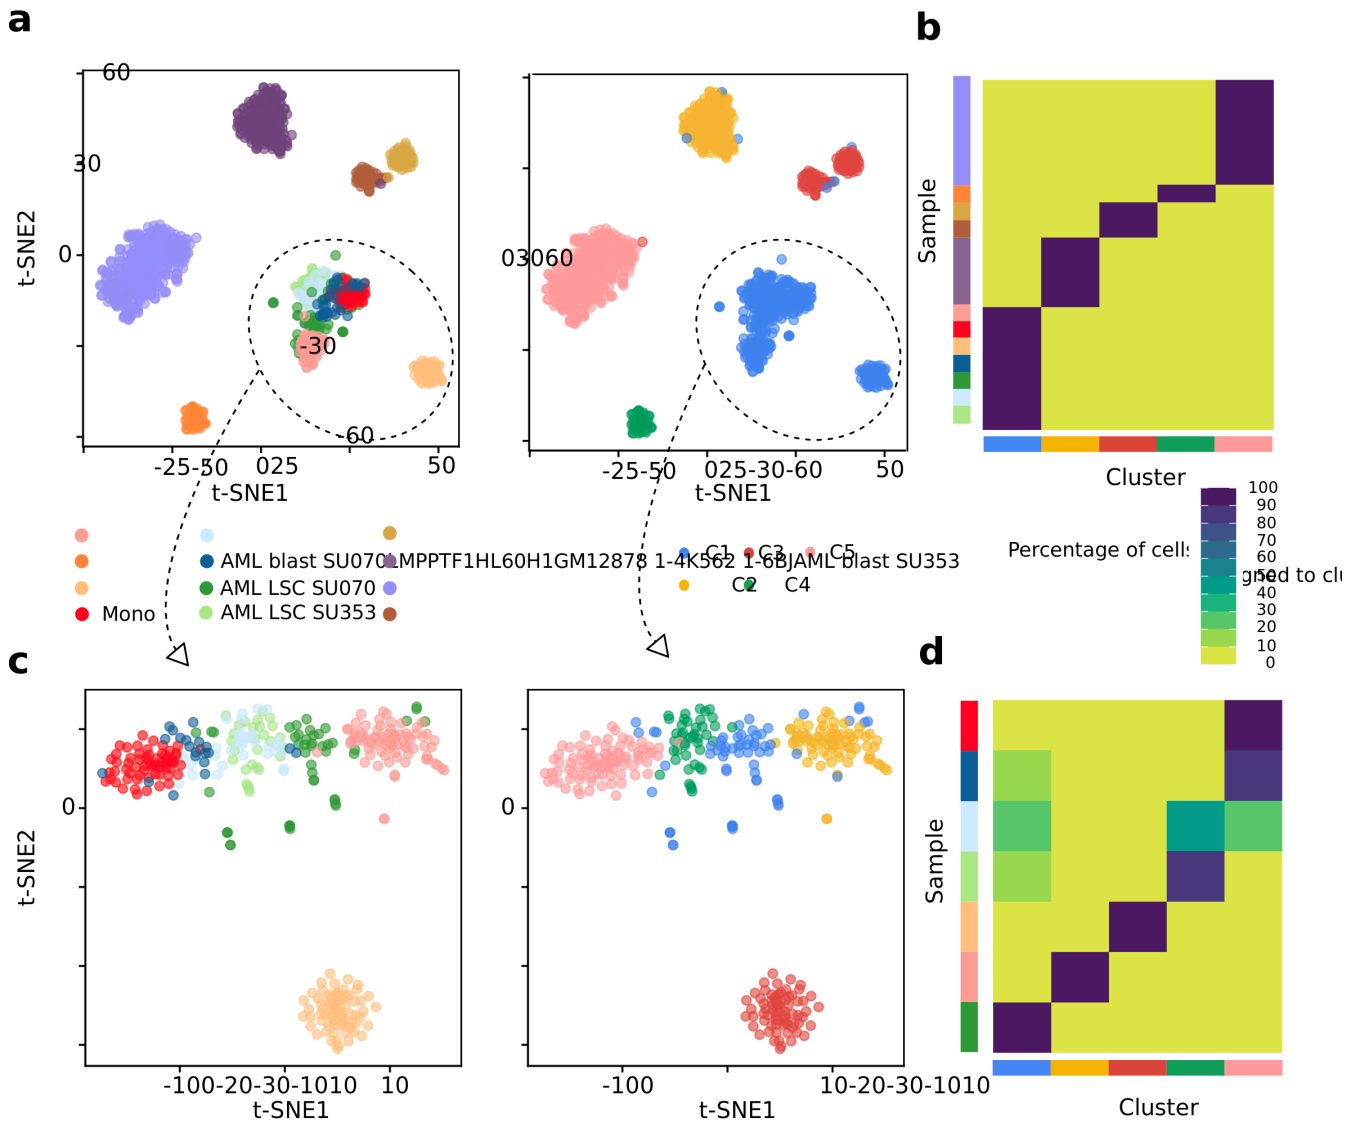 a
b
60
30
0
-30
-60
t-SNE2
-25-50 025 50
t-SNE1
03060
-25-50 025-30-60 50
t-SNE1
Sample
Cluster
100
90
80
70
60
50
40
30
20
10
0
Percentage of cells
gned to clu
AML blast SU070LMPPTF1HL60H1GM12878 1-4K562 1-6BJAML blast SU353
AML LSC SU070
Mono
AML LSC SU353
C1 C3 C5
C2 C4
c
d
0
t-SNE2
-100-20-30-1010 10
t-SNE1
0
-100 10-20-30-1010
t-SNE1
Sample
Cluster